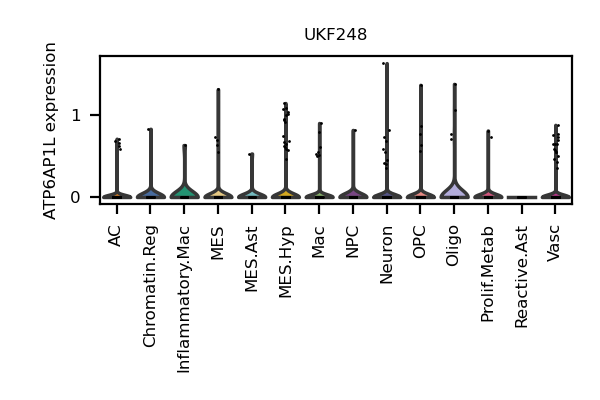 UKF248
ATP6AP1L expression
1
0
AC
Chromatin.Reg
Inflammatory.Mac
MES
MES.Ast
MES.Hyp
Mac
NPC
Neuron
OPC
Oligo
Prolif.Metab
Reactive.Ast
Vasc